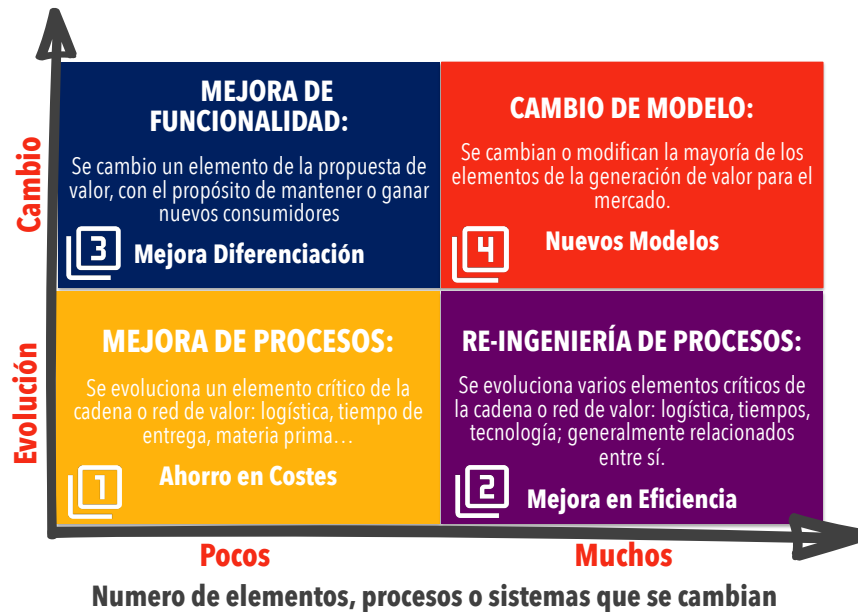 Cambio
Evolución
MEJORA DE
FUNCIONALIDAD:
Se cambio un elemento de la propuesta de
valor, con el propósito de mantener o ganar
nuevos consumidores
3
Mejora Diferenciación
CAMBIO DE MODELO:
Se cambian o modifican la mayoría de los
elementos de la generación de valor para el
mercado.
4
Nuevos Modelos
MEJORA DE PROCESOS:
Se evoluciona un elemento crítico de la
cadena o red de valor: logística, tiempo de
entrega, materia prima…
1
Ahorro en Costes
RE-INGENIERÍA DE PROCESOS:
Se evoluciona varios elementos críticos de
la cadena o red de valor: logística, tiempos,
tecnología; generalmente relacionados
entre sí.
2
Mejora en Eficiencia
Pocos
Muchos
Numero de elementos, procesos o sistemas que se cambian